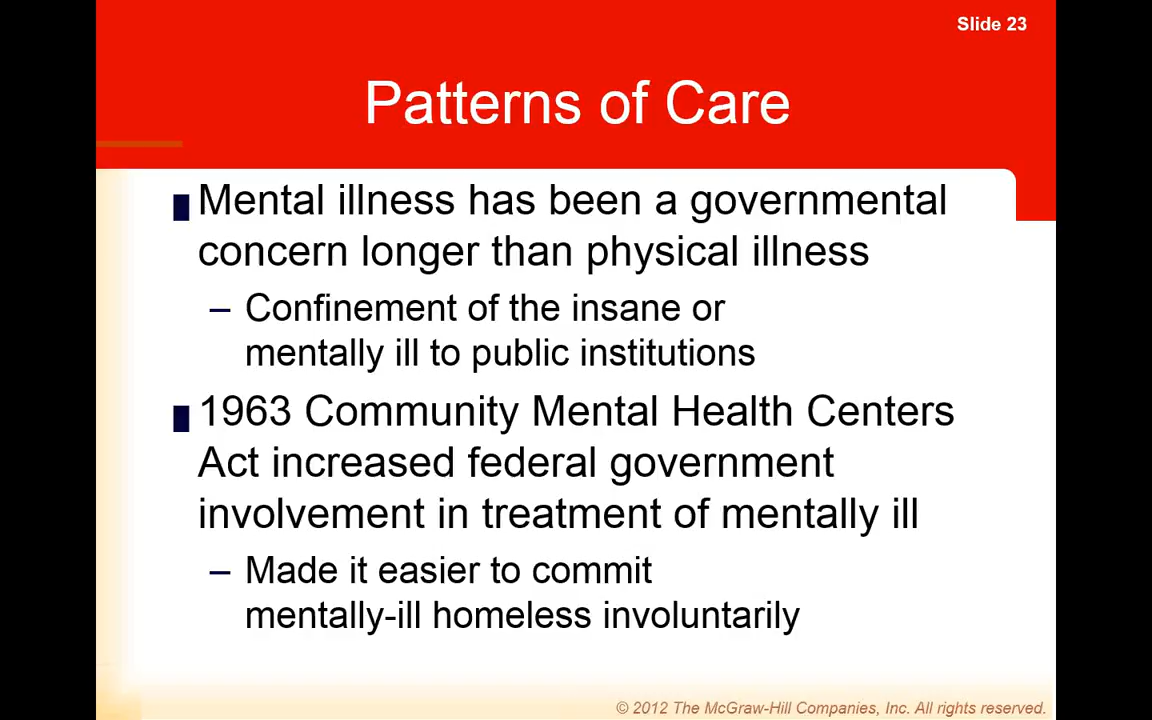 Slide 23
Patterns of Care
Mental illness has been a governmental
concern longer than physical illness
– Confinement of the insane or
mentally ill to public institutions
1963 Community Mental Health Centers
Act increased federal government
involvement in treatment of mentally ill
– Made it easier to commit
mentally-ill homeless involuntarily
© 2012 The McGraw-Hill Companies, Inc. All rights reserved.